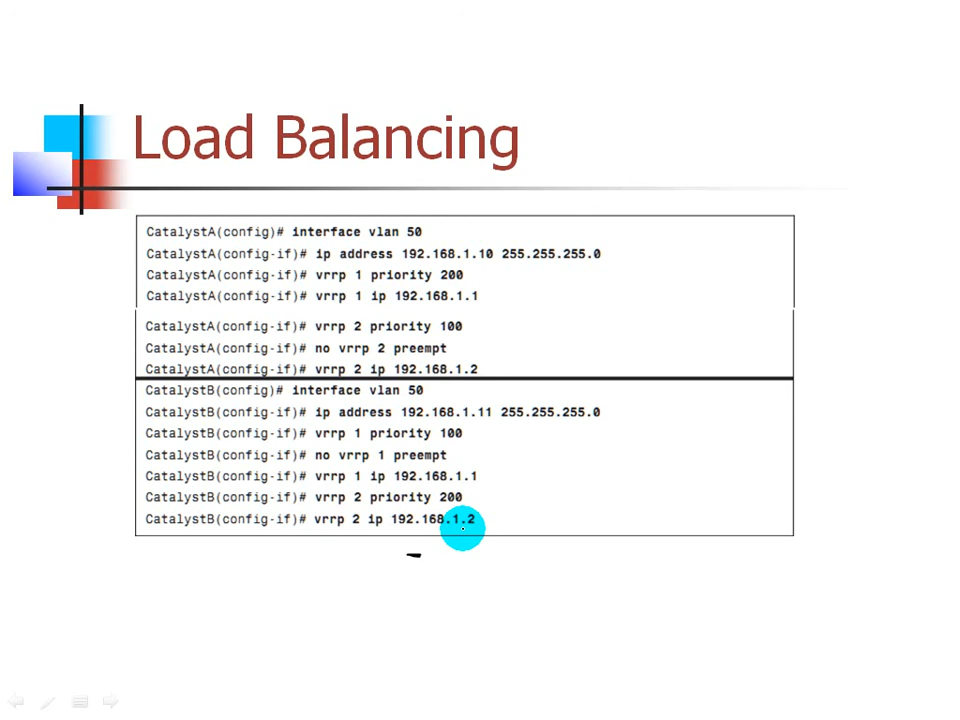 Load Balancing
CatalystA(config)# interface vlan 50
CatalystA(config-if)# ip address 192.168.1.10 255.255.255.0
CatalystA(config-if)# vrrp 1 priority 200
CatalystA(config-if)# vrrp 1 ip 192.168.1.1
CatalystA(config-if)# vrrp 2 priority 100
CatalystA(config-if)# no vrrp 2 preempt
CatalystA(config-if)# vrrp 2 ip 192.168.1.2
CatalystB(config)# interface vlan 50
CatalystB(config-if)# ip address 192.168.1.11 255.255.255.0
CatalystB(config-if)# vrrp 1 priority 100
CatalystB(config-if)# no vrrp 1 preempt
CatalystB(config-if)# vrrp 1 ip 192.168.1.1
CatalystB(config-if)# vrrp 2 priority 200
CatalystB(config-if)# vrrp 2 ip 192.168.1.2